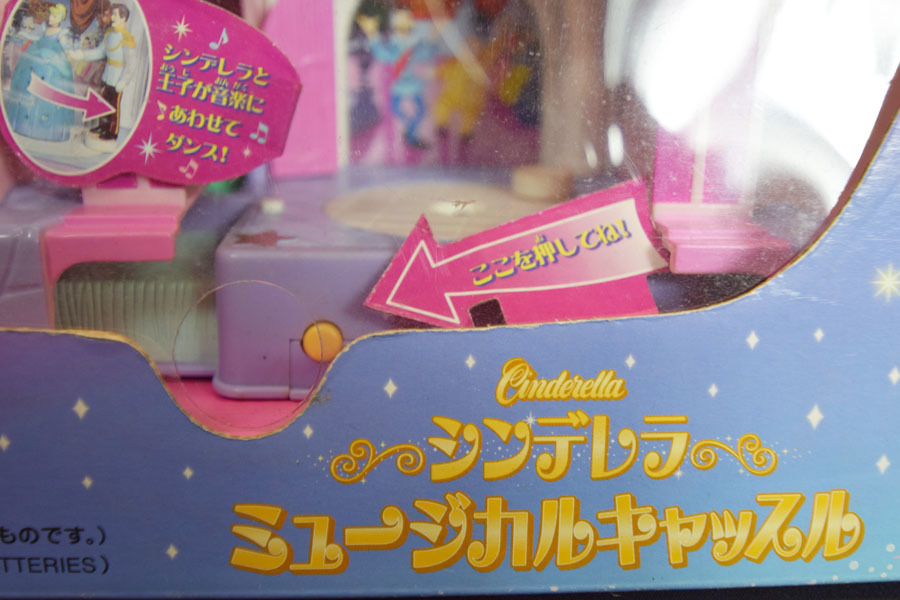 シンデレラと
王子が音楽に
あわせて
ダンス!
ここを押してね!
Cinderella
シンデレラ
ミュージカルキャッスル
ものです。)
TTERIES)